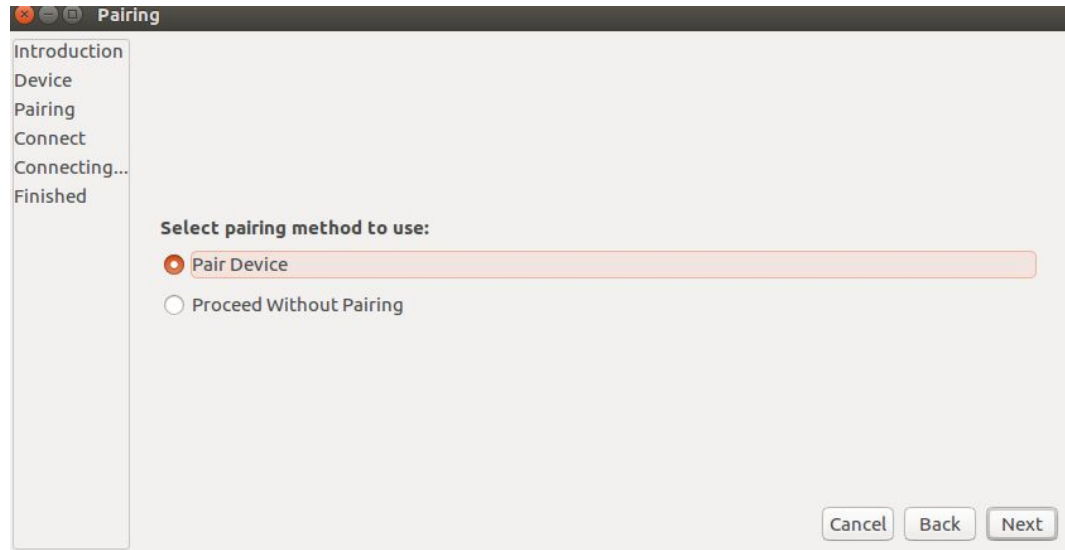 Pairing
Introduction
Device
Pairing
Connect
Connecting...
Finished
Select pairing method to use:
Pair Device
Proceed Without Pairing
Cancel Back Next